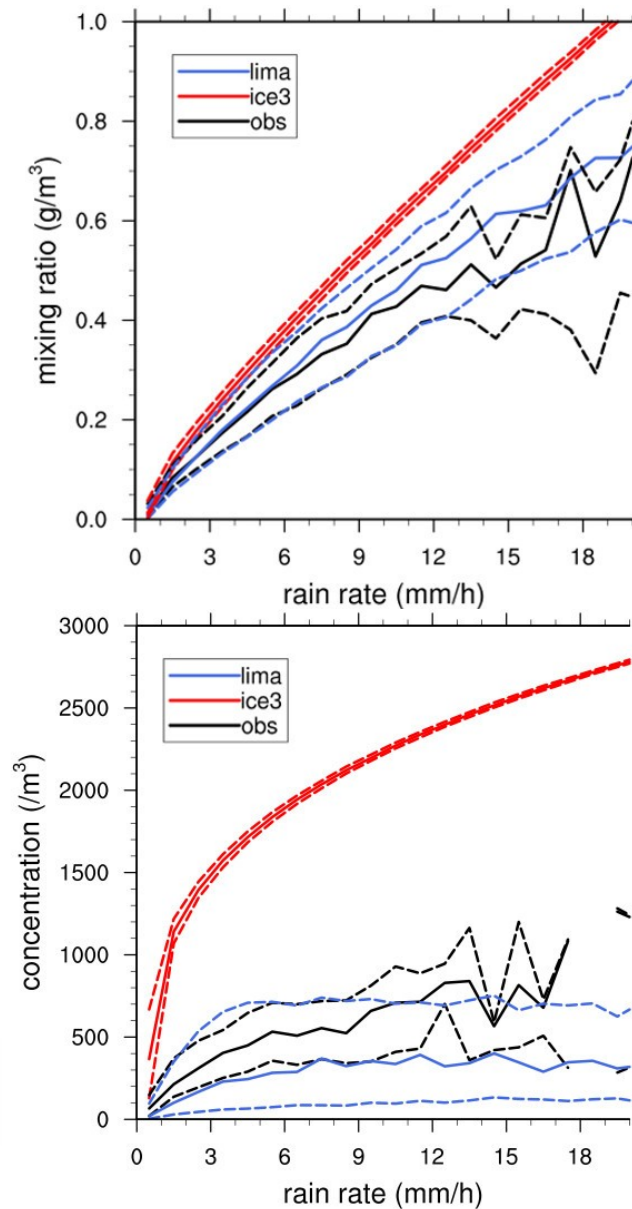 1.0
0.8
0.6
0.4
0.2
0.0
mixing ratio (g/m³)
lima
ice3
obs
0 3 6 9 12 15 18
rain rate (mm/h)
3000
2500
2000
1500
1000
500
0
concentration (/m³)
lima
ice3
obs
0 3 6 9 12 15 18
rain rate (mm/h)